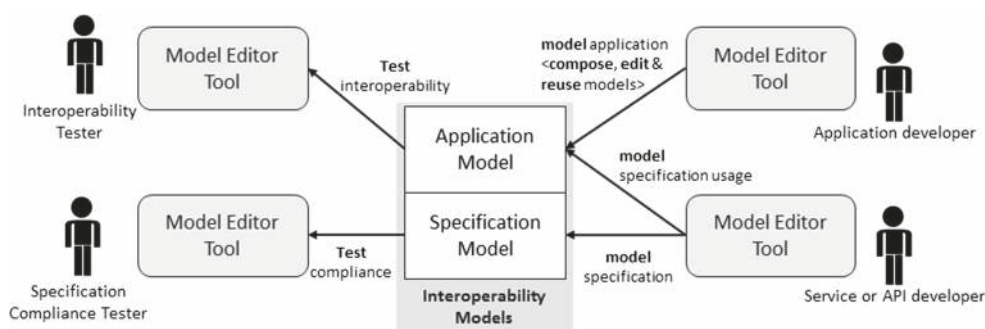 Model Editor
Tool
Interoperability
Tester
Test
interoperability
model application
<compose, edit &
reuse models>
Model Editor
Tool
Application developer
Application
Model
Specification
Model
Interoperability
Models
model
specification usage
Model Editor
Tool
Specification
Compliance Tester
Test
compliance
model
specification
Model Editor
Tool
Service or API developer